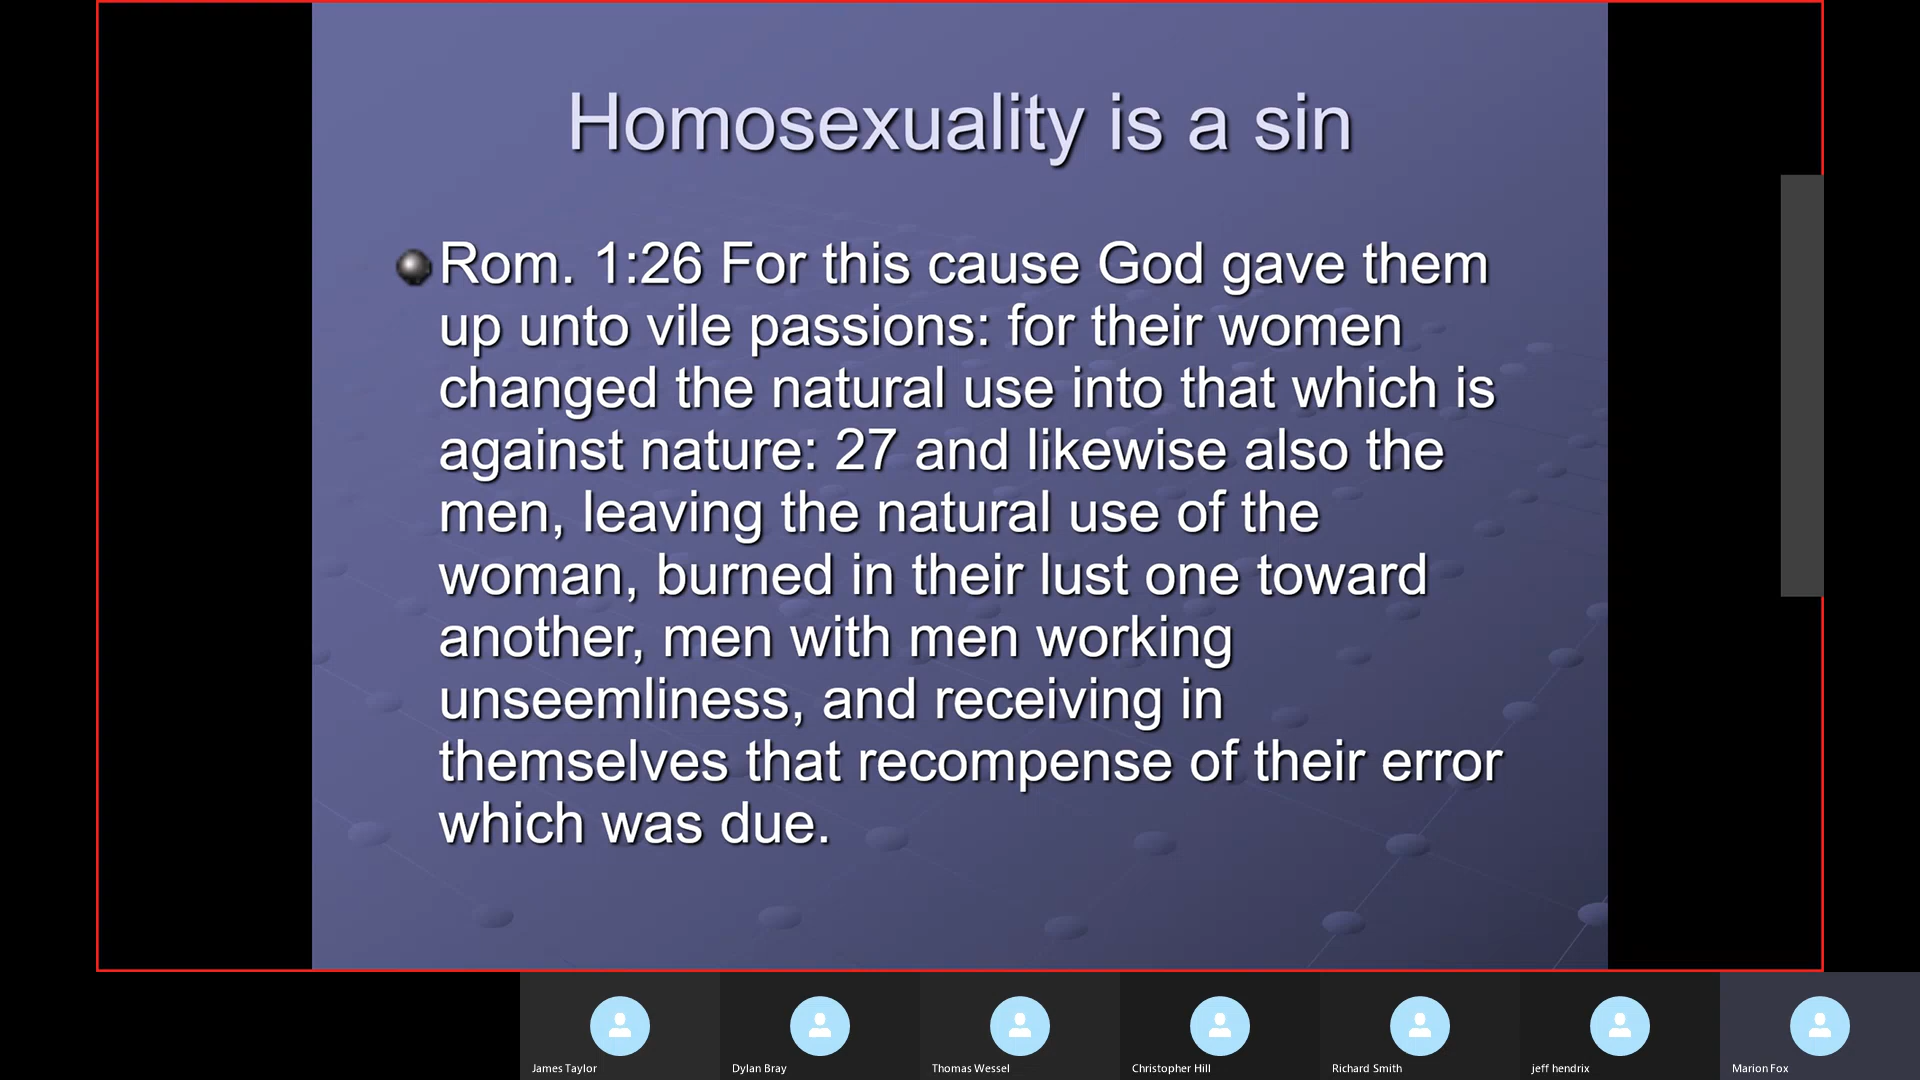 Homosexuality is a sin
Rom. 1:26 For this cause God gave them
up unto vile passions: for their women
changed the natural use into that which is
against nature: 27 and likewise also the
men, leaving the natural use of the
woman, burned in their lust one toward
another, men with men working
unseemliness, and receiving in
themselves that recompense of their error
which was due.
James Taylor
Dylan Bray
Thomas Wessel
Christopher Hill
Richard Smith
jeff hendrix
Marion Fox